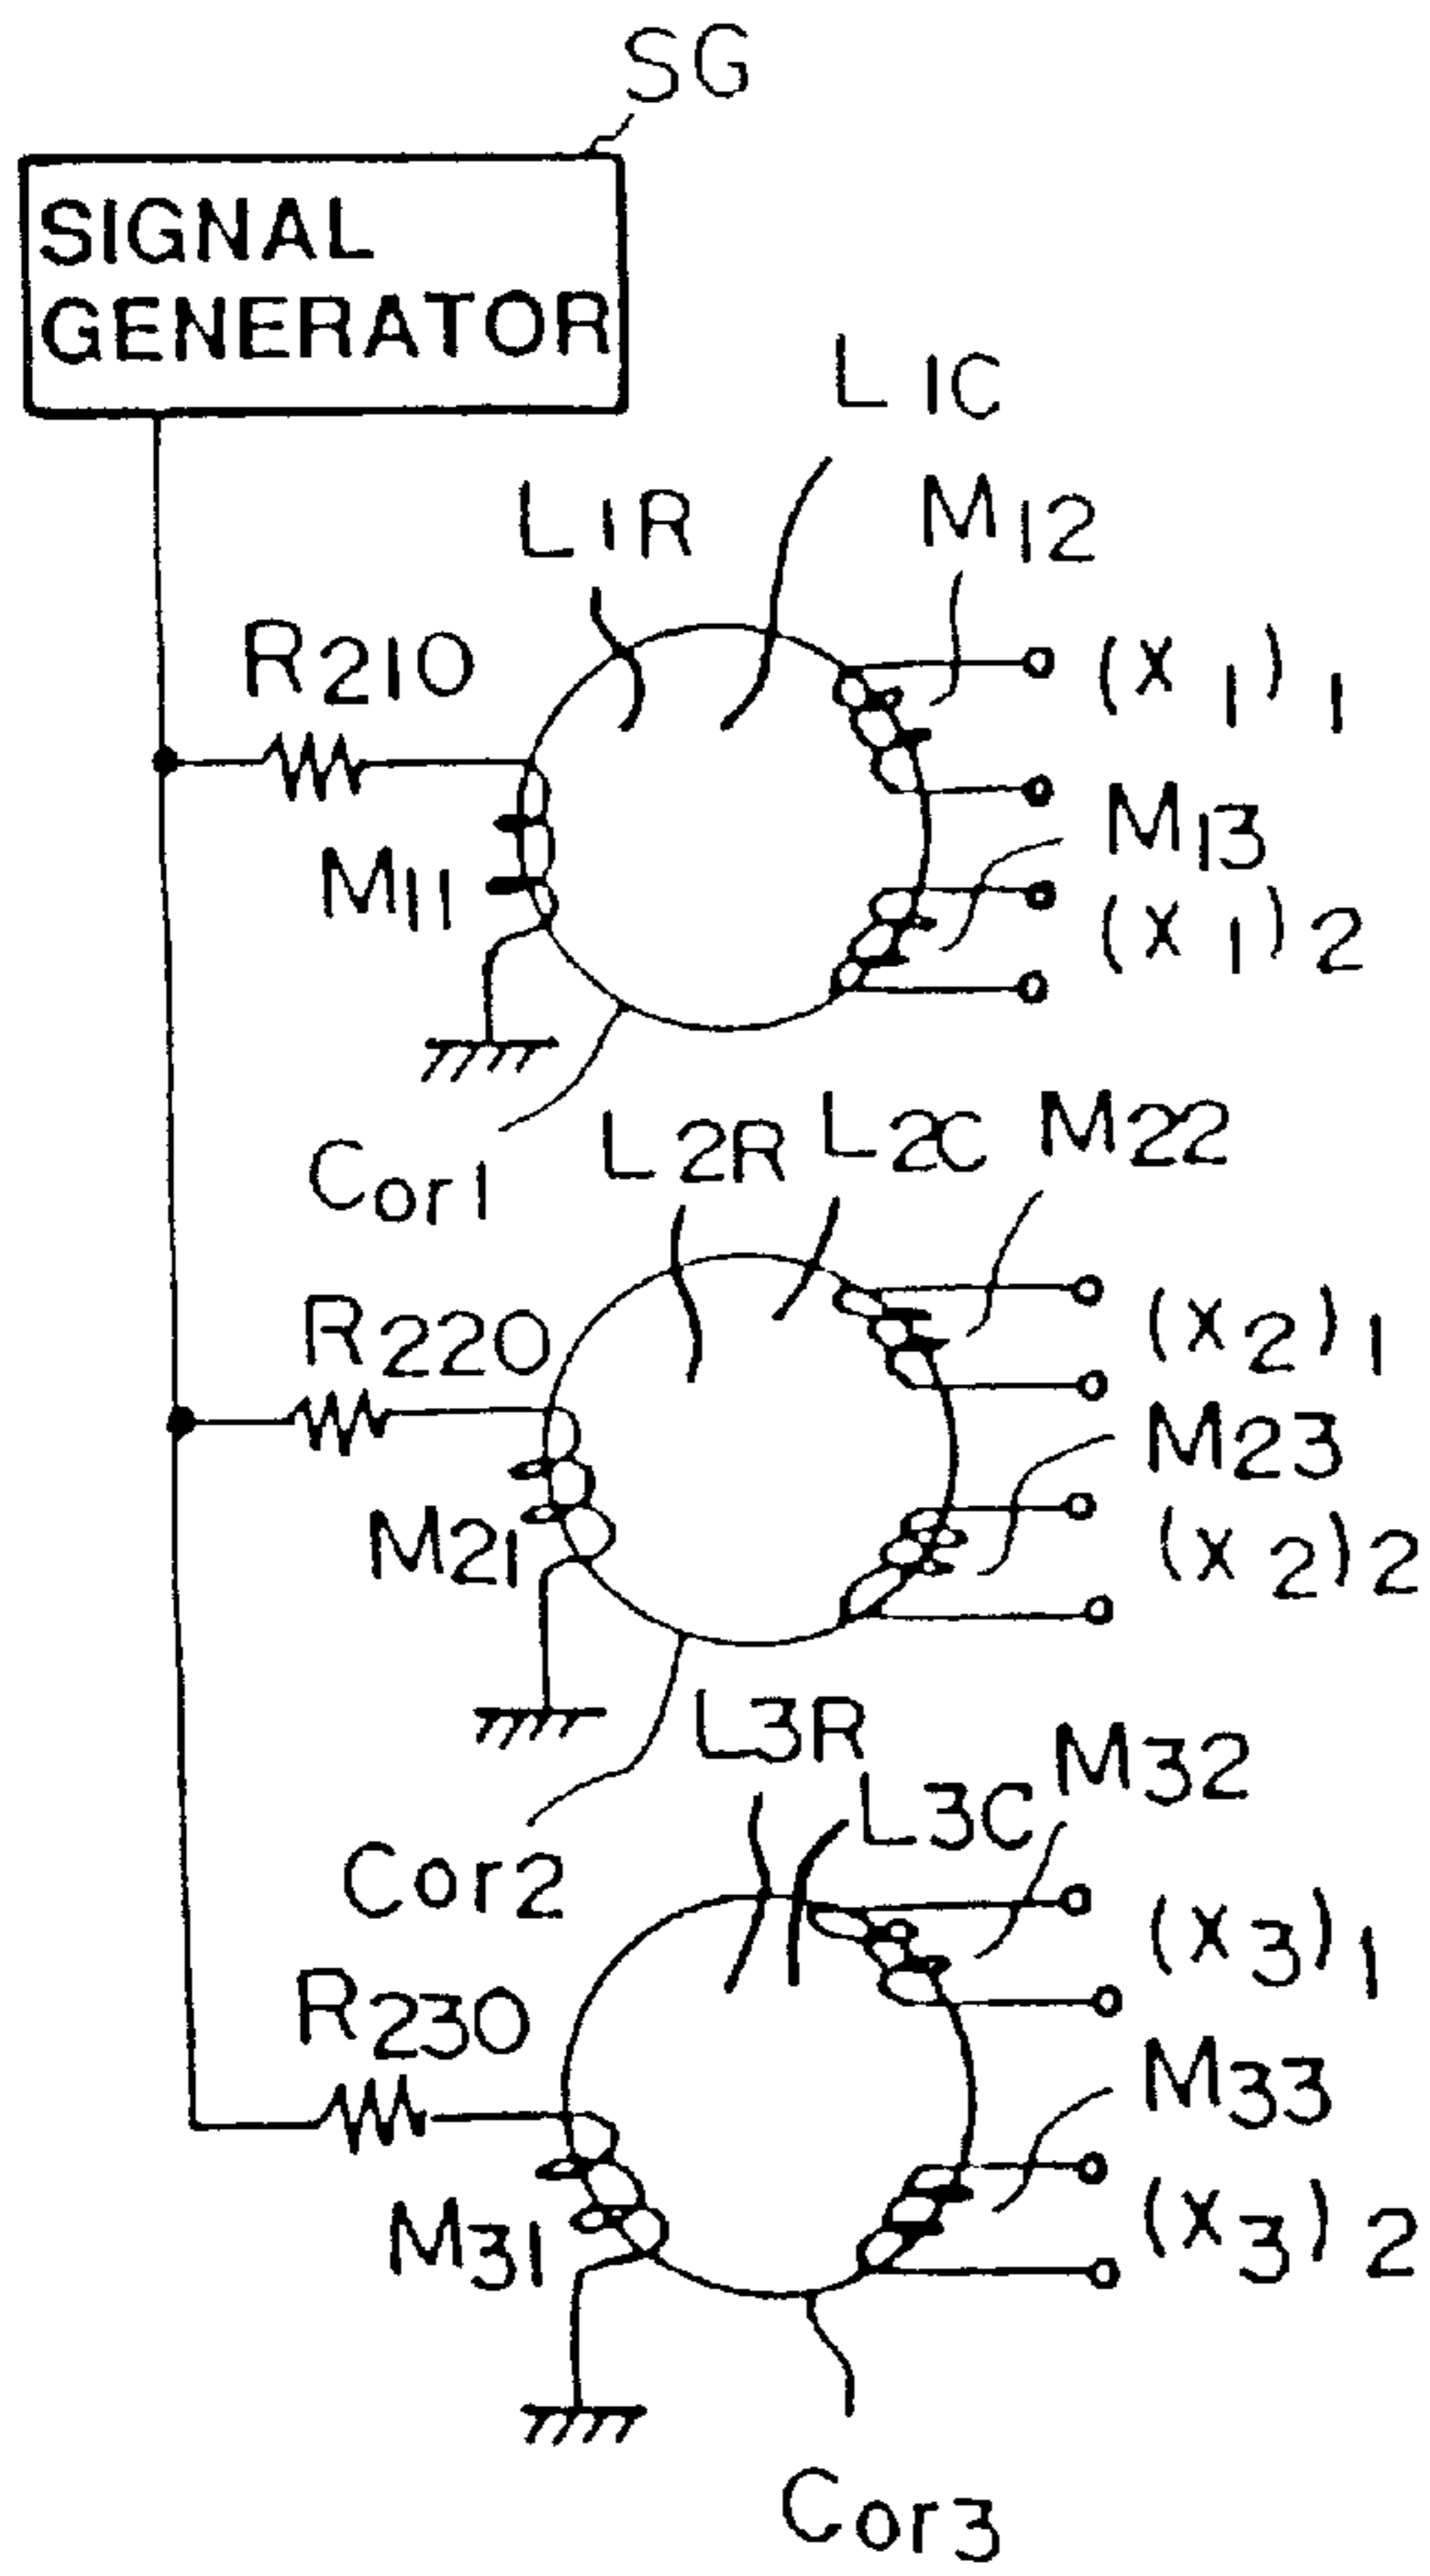 SG
SIGNAL
GENERATOR
L1C
L1R
M12
R210
(x1)1
M13
M11
(x1)2
Cor1
L2R
L2C
M22
R220
(x2)1
M23
M21
(x2)2
L3R
M32
L3C
Cor2
(x3)1
R230
M33
M31
(x3)2
Cor3